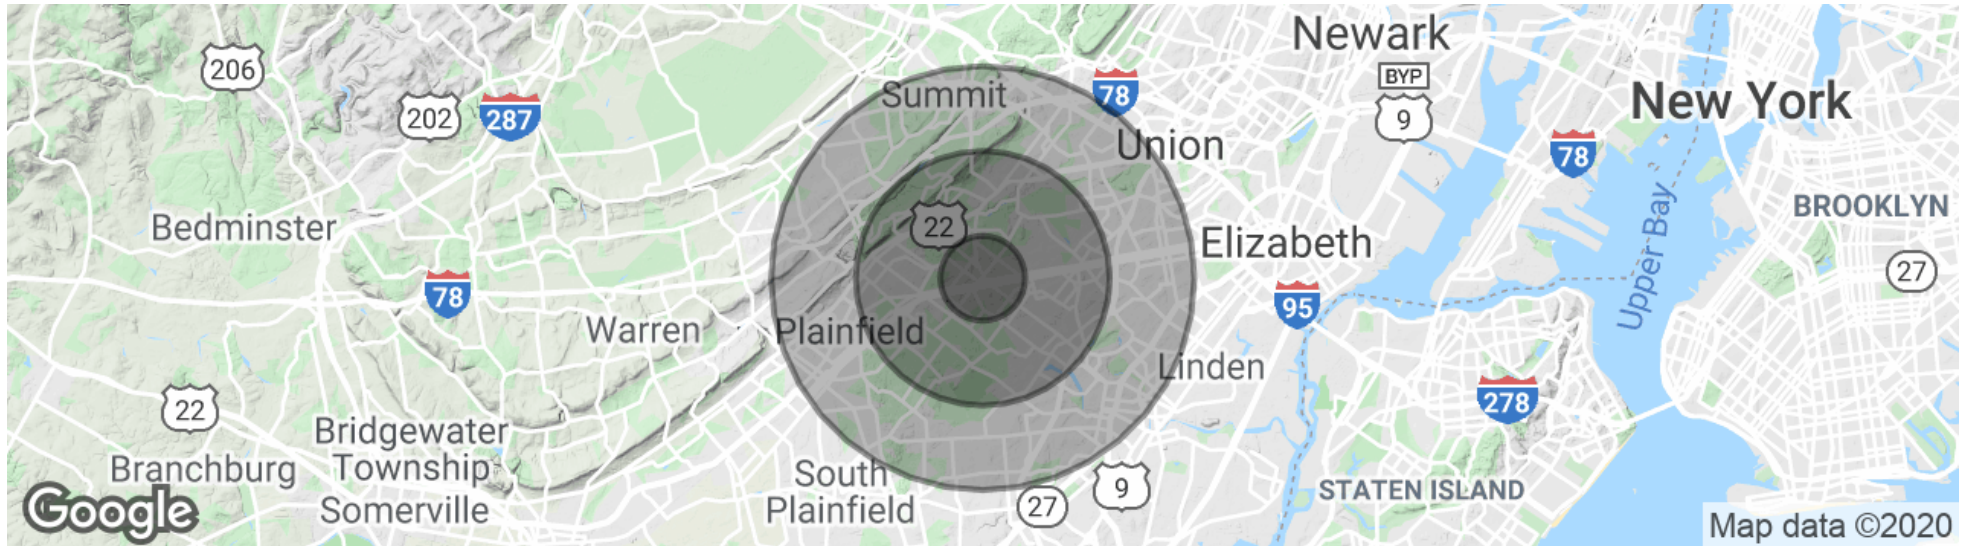 Newark
206
Summit
78
BYP
202
287
9
New York
Union
78
22
BROOKLYN
Bedminster
Elizabeth
Upper Bay
27
78
95
Warren
Plainfield
Linden
22
278
Bridgewater
Township
Branchburg
South
Plainfield
9
STATEN ISLAND
Somerville
27
Google
Map data ©2020